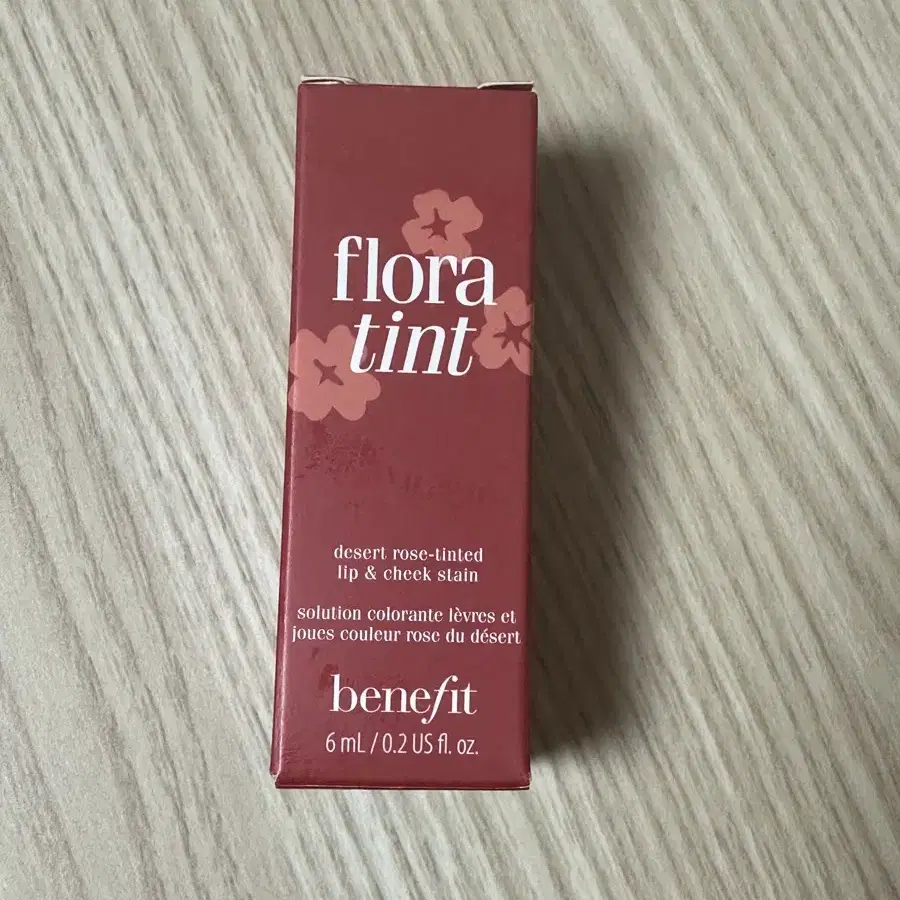 flora
tint
desert rose-tinted
lip & cheek stain
solution colorante lèvres et
joues couleur rose du désert
benefit
6 mL / 0.2 US fl. oz.